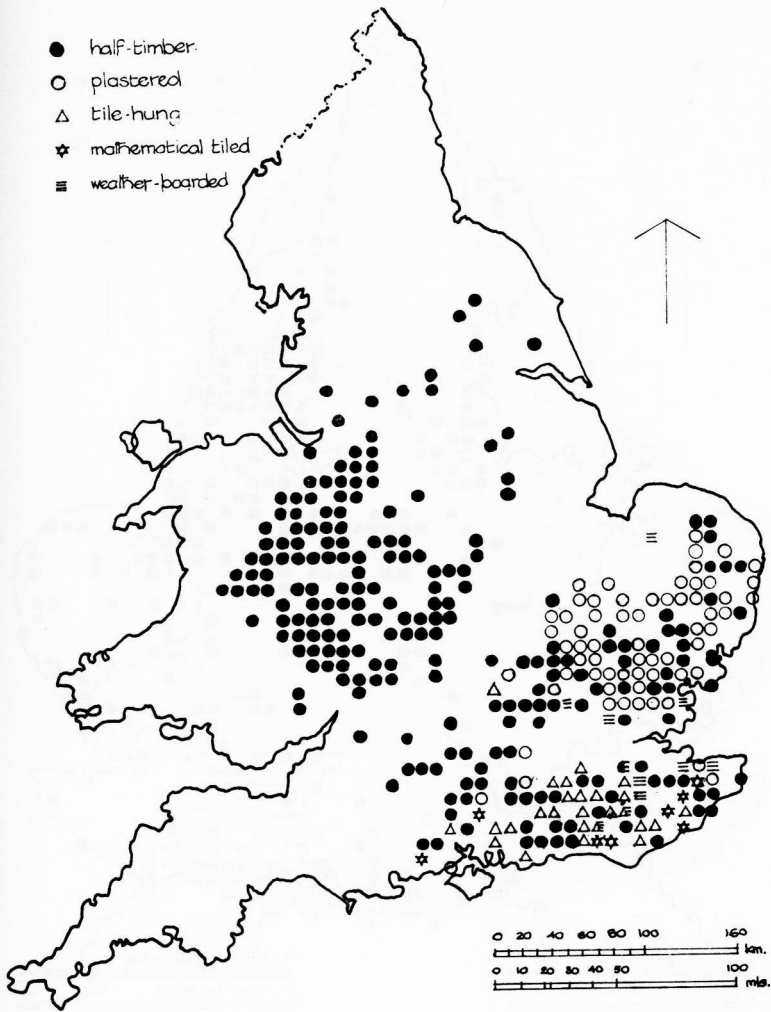 half-timber
plastered
tile-hung
mathematical tiled
weather-boarded
0 20 40 60 80 100 160
km.
0 10 20 30 40 50 100
mls.